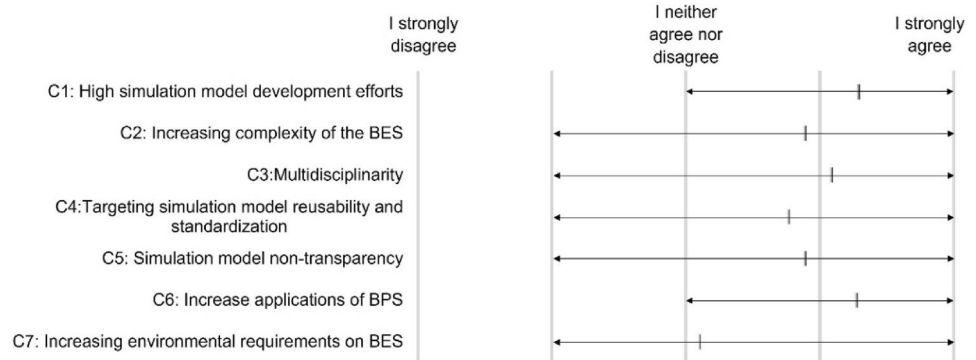 I strongly
disagree
I neither
agree nor
disagree
I strongly
agree
C1: High simulation model development efforts
C2: Increasing complexity of the BES
C3:Multidisciplinarity
C4:Targeting simulation model reusability and
standardization
C5: Simulation model non-transparency
C6: Increase applications of BPS
C7: Increasing environmental requirements on BES